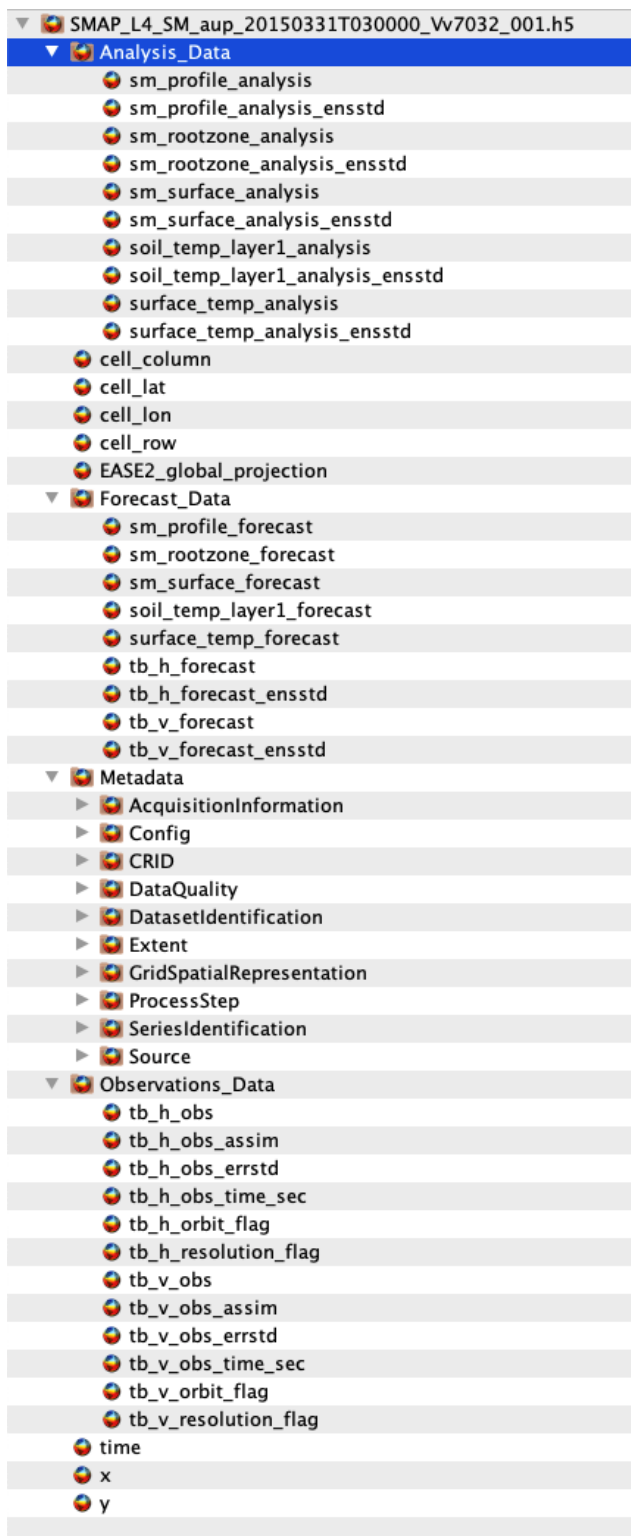 SMAP_L4_SM_aup_20150331T030000_Vv7032_001.h5
Analysis_Data
sm_profile_analysis
sm_profile_analysis_ensstd
sm_rootzone_analysis
sm_rootzone_analysis_ensstd
sm_surface_analysis
sm_surface_analysis_ensstd
soil_temp_layer1_analysis
soil_temp_layer1_analysis_ensstd
surface_temp_analysis
surface_temp_analysis_ensstd
cell_column
cell_lat
cell_lon
cell_row
EASE2_global_projection
Forecast_Data
sm_profile_forecast
sm_rootzone_forecast
sm_surface_forecast
soil_temp_layer1_forecast
surface_temp_forecast
tb_h_forecast
tb_h_forecast_ensstd
tb_v_forecast
tb_v_forecast_ensstd
Metadata
AcquisitionInformation
Config
CRID
DataQuality
DatasetIdentification
Extent
GridSpatialRepresentation
ProcessStep
SeriesIdentification
Source
Observations_Data
tb_h_obs
tb_h_obs_assim
tb_h_obs_errstd
tb_h_obs_time_sec
tb_h_orbit_flag
tb_h_resolution_flag
tb_v_obs
tb_v_obs_assim
tb_v_obs_errstd
tb_v_obs_time_sec
tb_v_orbit_flag
tb_v_resolution_flag
time
x
y